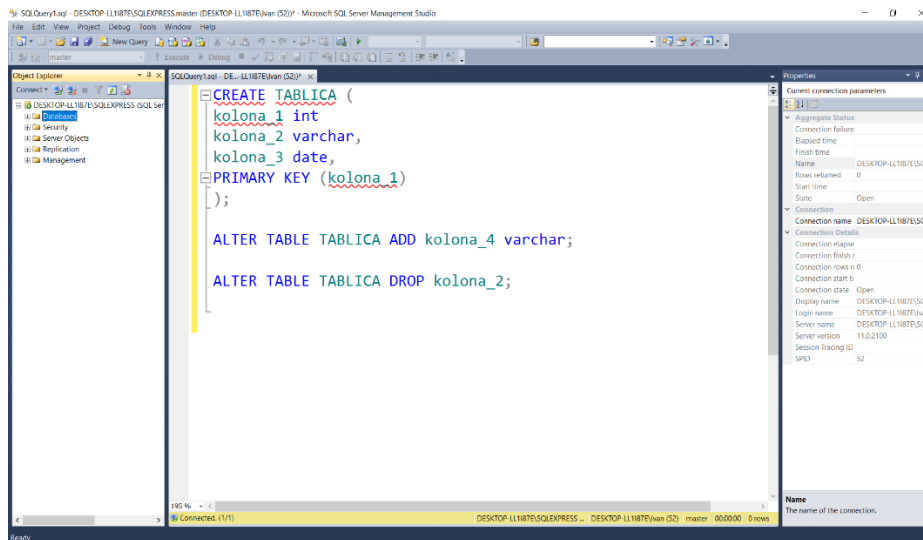 SQLQuery1.sql - DESKTOP-LL1I87E\SQLEXPRESS.master (DESKTOP-LL1I87E\Ivan (52))* - Microsoft SQL Server Management Studio
File Edit View Project Debug Tools Window Help
New Query
master
Execute Debug
Object Explorer
Connect
DESKTOP-LL1I87E\SQLEXPRESS (SQL Ser
Databases
Security
Server Objects
Replication
Management
SQLQuery1.sql - DE...-LL1I87E\Ivan (52))*
CREATE TABLICA (
kolona_1 int
kolona_2 varchar,
kolona_3 date,
PRIMARY KEY (kolona_1)
);
ALTER TABLE TABLICA ADD kolona_4 varchar;
ALTER TABLE TABLICA DROP kolona_2;
195 %
Connected. (1/1)
DESKTOP-LL1I87E\SQLEXPRESS ... DESKTOP-LL1I87E\Ivan (52) master 00:00:00 0 rows
Properties
Current connection parameters
Aggregate Status
Connection failure
Elapsed time
Finish time
Name DESKTOP-LL1I87E\SQ
Rows returned 0
Start time
State Open
Connection
Connection name DESKTOP-LL1I87E\SQ
Connection Details
Connection elapse
Connection finish t
Connection rows n 0
Connection start ti
Connection state Open
Display name DESKTOP-LL1I87E\SQ
Login name DESKTOP-LL1I87E\Iva
Server name DESKTOP-LL1I87E\SQ
Server version 11.0.2100
Session Tracing ID
SPID 52
Name
The name of the connection.
Ready